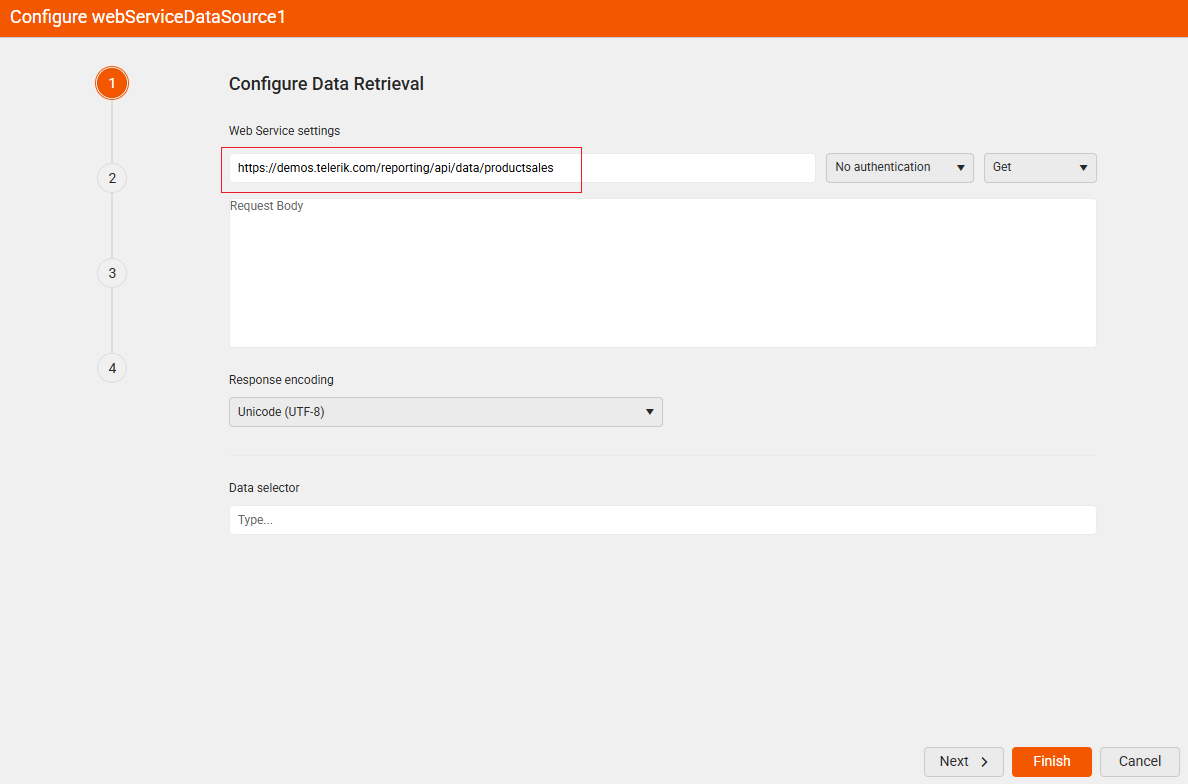 Configure webServiceDataSource1
1
Configure Data Retrieval
Web Service settings
https://demos.telerik.com/reporting/api/data/productsales No authentication Get
2
Request Body
3
4
Response encoding
Unicode (UTF-8)
Data selector
Type...
Next Finish Cancel